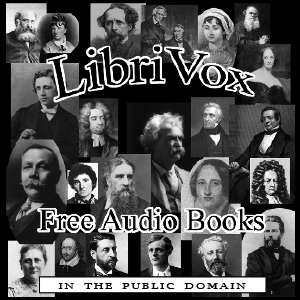 LibriVox
Free Audio Books
IN THE PUBLIC DOMAIN